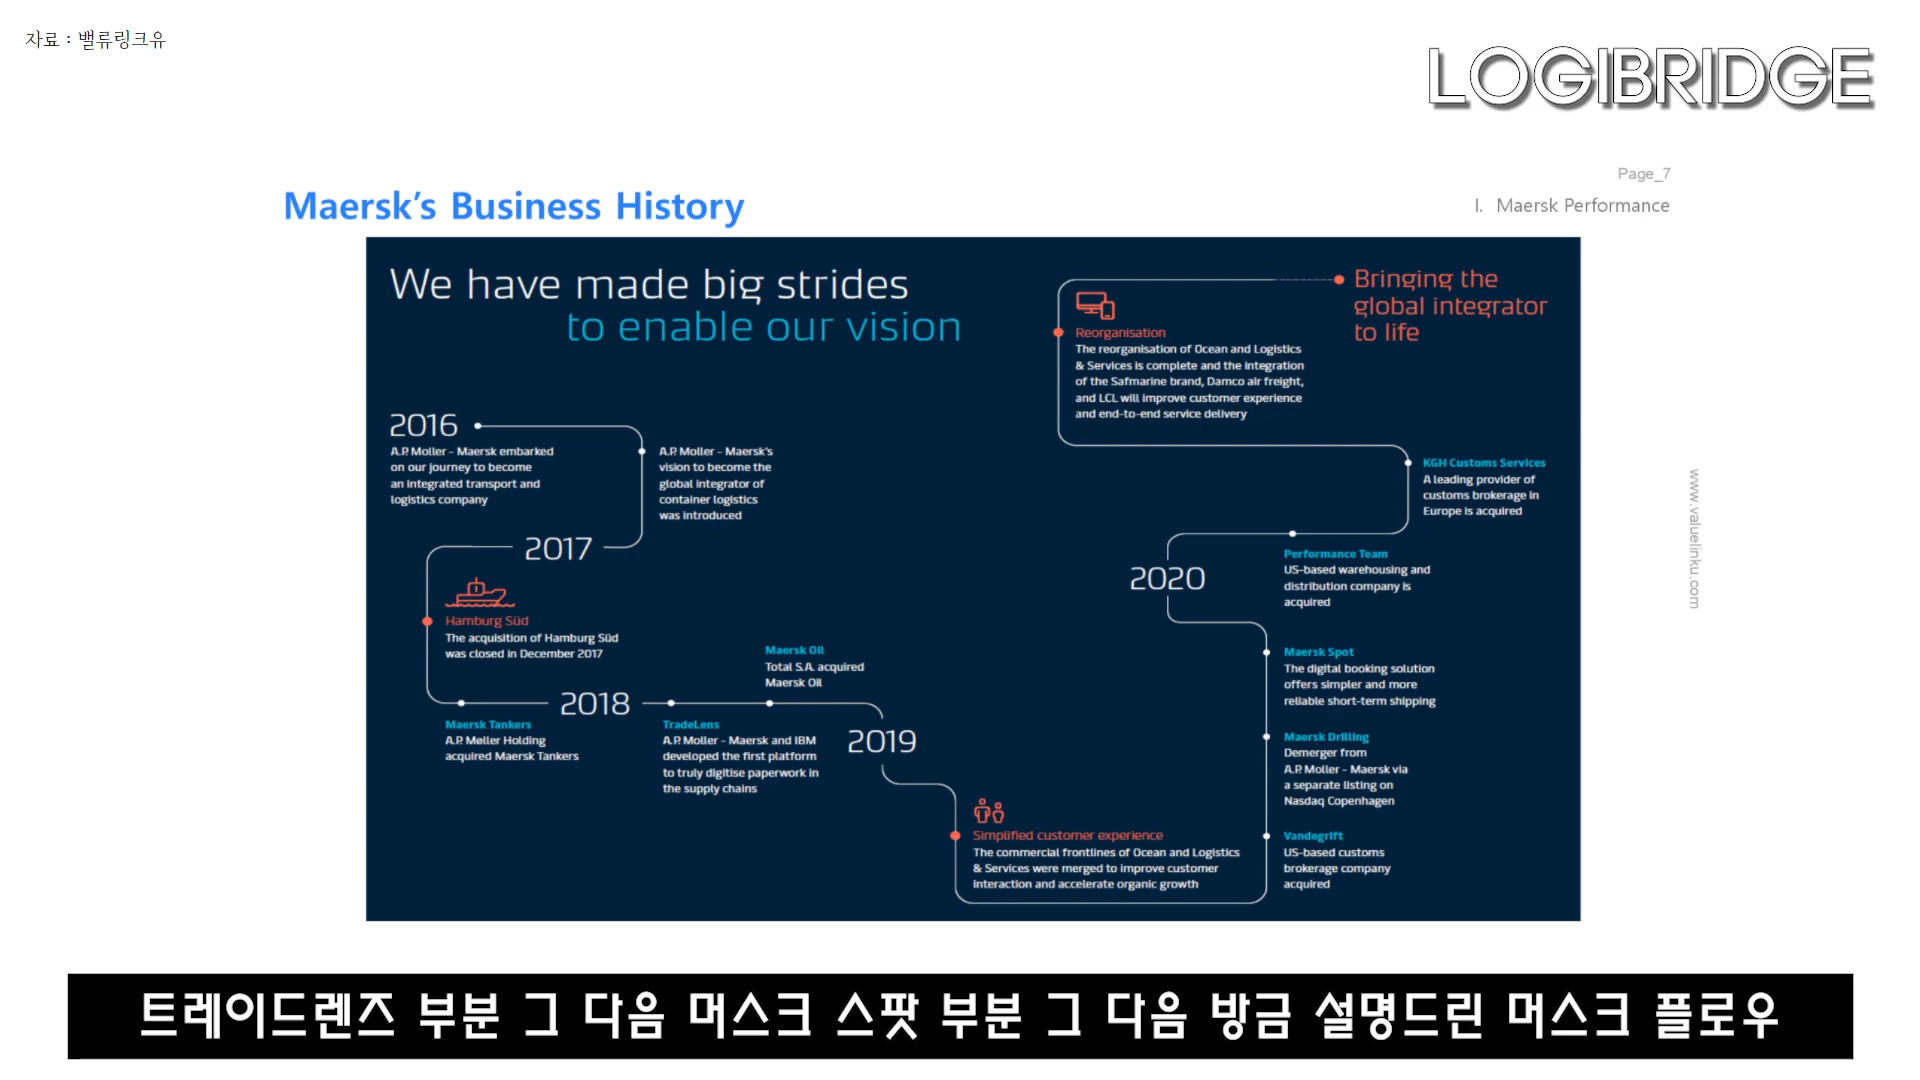 자료 : 밸류링크유
LOGIBRIDGE
Page_7
Maersk's Business History
I. Maersk Performance
We have made big strides
to enable our vision
2016
A.P. Moller - Maersk embarked
on our journey to become
an integrated transport and
logistics company
A.P. Moller - Maersk's
vision to become the
global integrator of
container logistics
was introduced
2017
Hamburg Süd
The acquisition of Hamburg Süd
was closed in December 2017
Maersk Tankers
A.P. Møller Holding
acquired Maersk Tankers
2018
TradeLens
A.P. Moller - Maersk and IBM
developed the first platform
to truly digitise paperwork in
the supply chains
Maersk Oil
Total S.A. acquired
Maersk Oil
2019
Simplified customer experience
The commercial frontlines of Ocean and Logistics
& Services were merged to improve customer
interaction and accelerate organic growth
Vandegrift
US-based customs
brokerage company
acquired
Maersk Drilling
Demerger from
A.P. Moller - Maersk via
a separate listing on
Nasdaq Copenhagen
Maersk Spot
The digital booking solution
offers simpler and more
reliable short-term shipping
2020
Performance Team
US-based warehousing and
distribution company is
acquired
KGH Customs Services
A leading provider of
customs brokerage in
Europe is acquired
Reorganisation
The reorganisation of Ocean and Logistics
& Services is complete and the integration
of the Safmarine brand, Damco air freight,
and LCL will improve customer experience
and end-to-end service delivery
Bringing the
global integrator
to life
www.valuelinku.com
트레이드렌즈 부분 그 다음 머스크 스팟 부분 그 다음 방금 설명드린 머스크 플로우